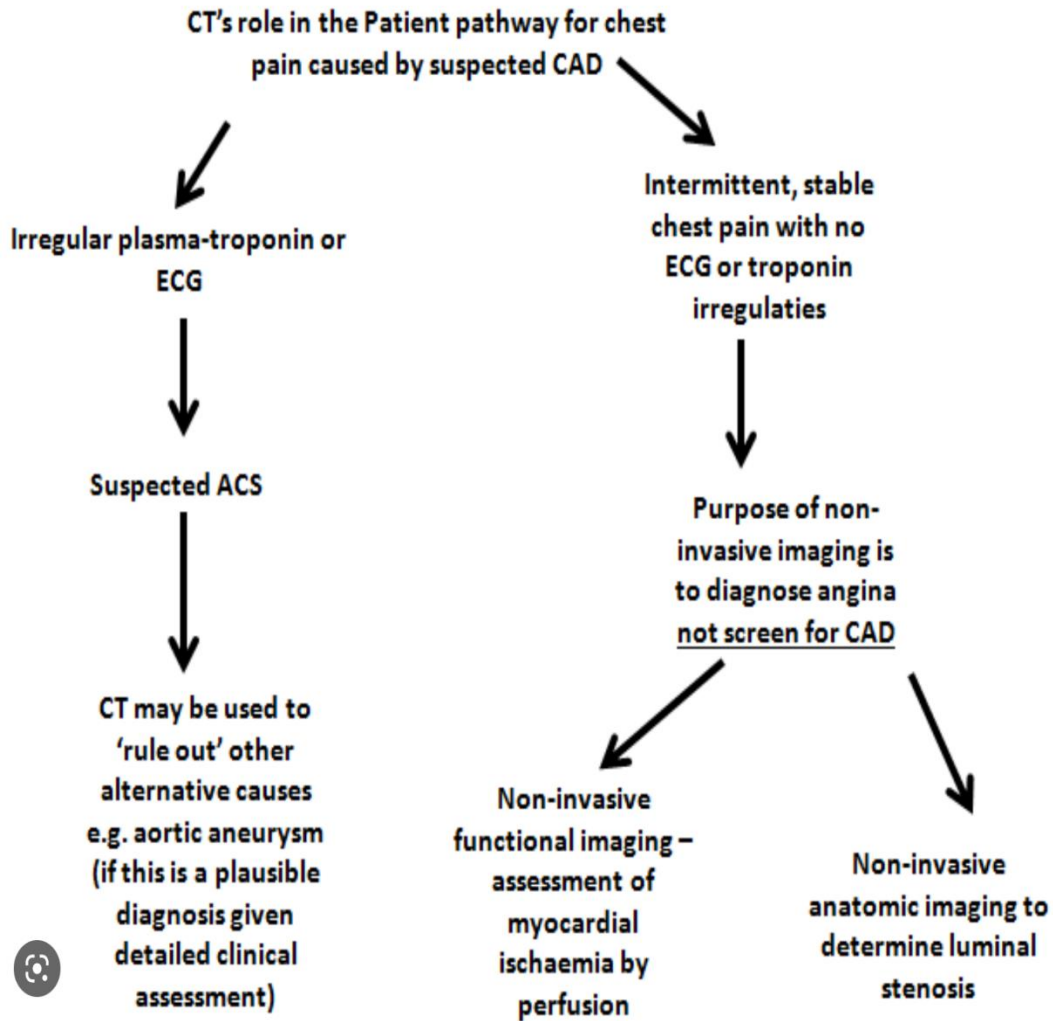 CT's role in the Patient pathway for chest
pain caused by suspected CAD
Irregular plasma-troponin or
ECG
Suspected ACS
CT may be used to
‘rule out’ other
alternative causes
e.g. aortic aneurysm
(if this is a plausible
diagnosis given
detailed clinical
assessment)
Intermittent, stable
chest pain with no
ECG or troponin
irregulaties
Purpose of non-
invasive imaging is
to diagnose angina
not screen for CAD
Non-invasive
functional imaging –
assessment of
myocardial
ischaemia by
perfusion
Non-invasive
anatomic imaging to
determine luminal
stenosis